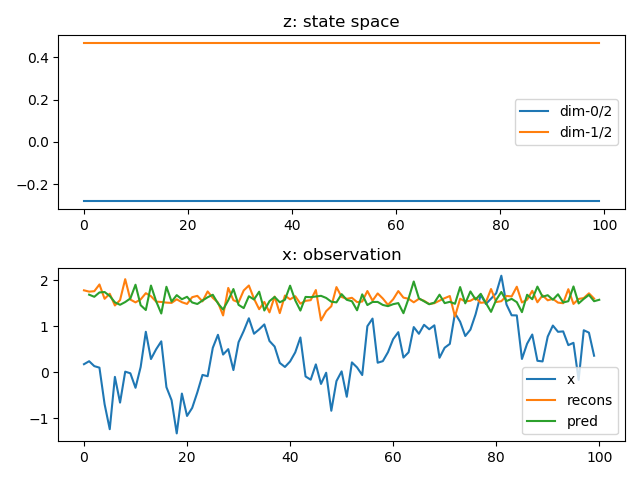 z: state space
0.4
0.2
0.0
−0.2
dim-0/2
dim-1/2
0 20 40 60 80 100
x: observation
2
1
0
−1
x
recons
pred
0 20 40 60 80 100